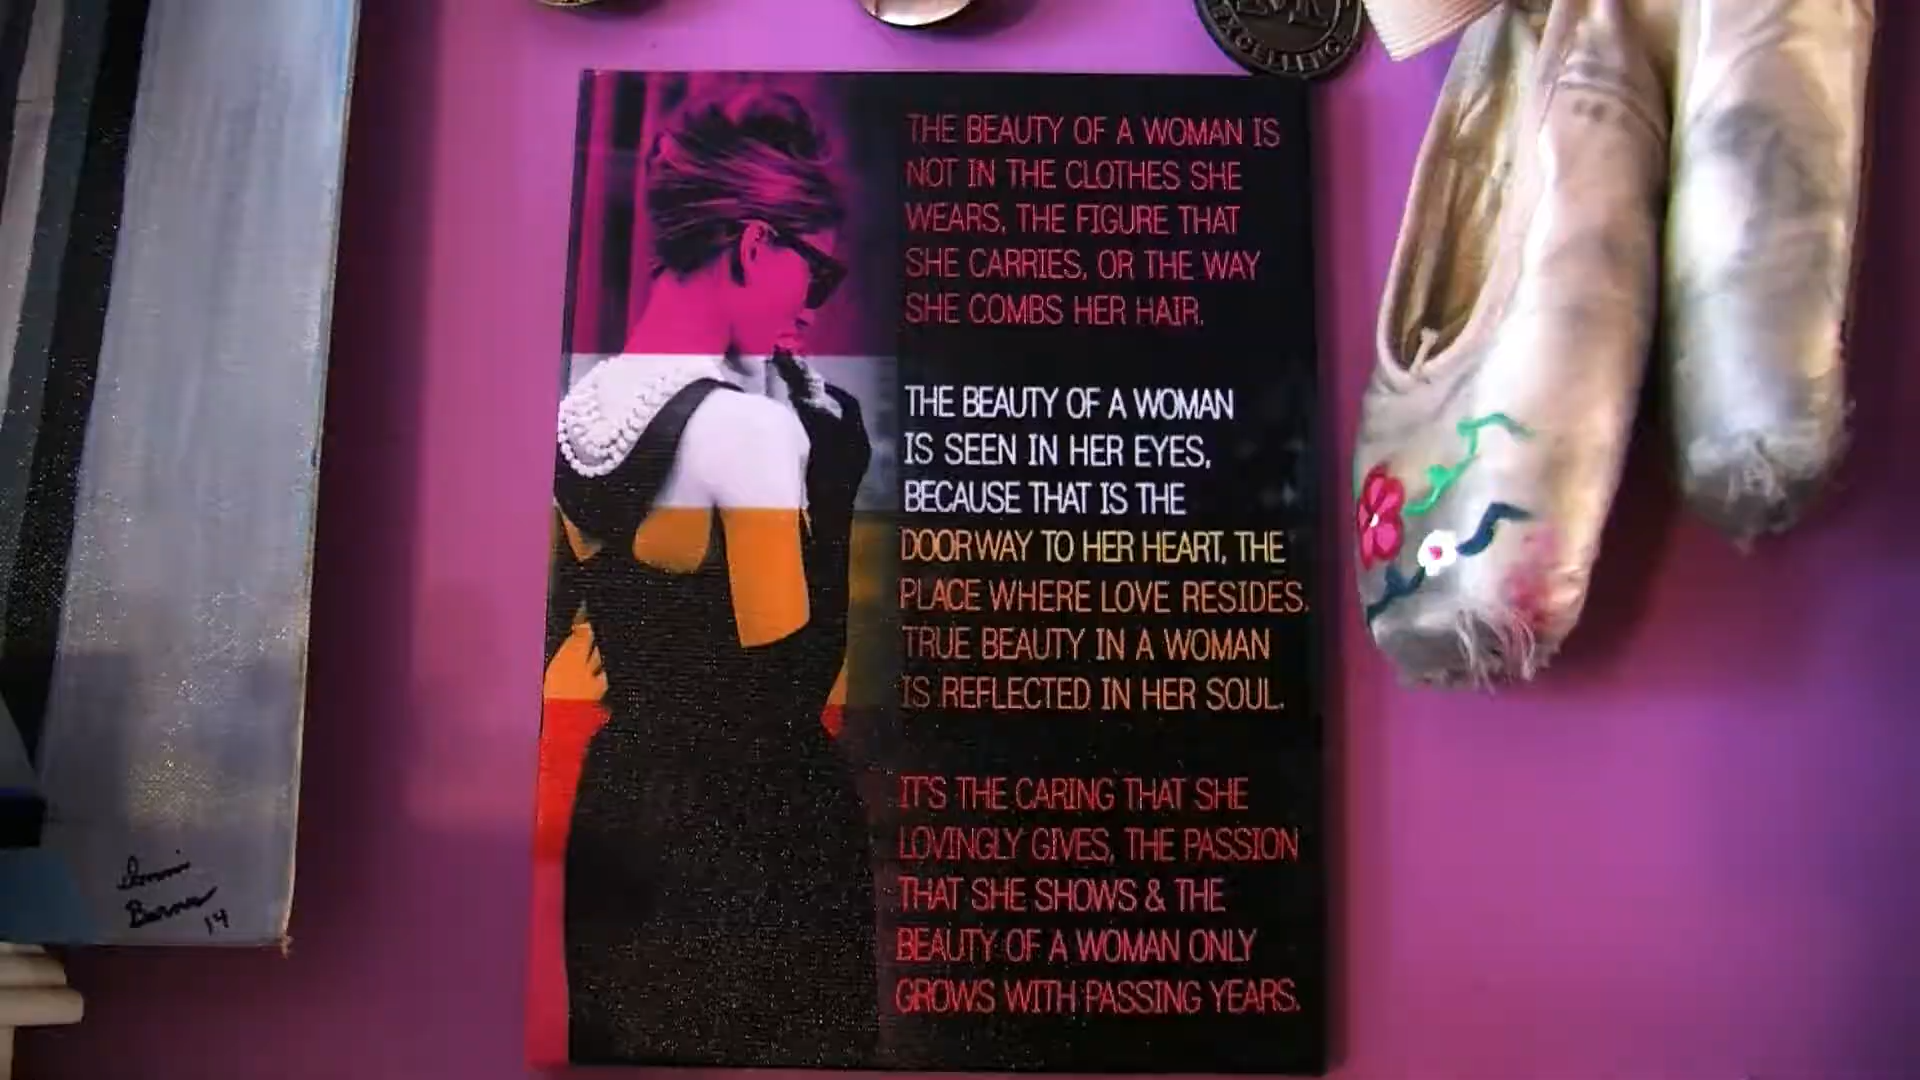 THE BEAUTY OF A WOMAN IS
NOT IN THE CLOTHES SHE
WEARS, THE FIGURE THAT
SHE CARRIES, OR THE WAY
SHE COMBS HER HAIR.
THE BEAUTY OF A WOMAN
IS SEEN IN HER EYES,
BECAUSE THAT IS THE
DOORWAY TO HER HEART, THE
PLACE WHERE LOVE RESIDES.
TRUE BEAUTY IN A WOMAN
IS REFLECTED IN HER SOUL.
IT'S THE CARING THAT SHE
LOVINGLY GIVES, THE PASSION
THAT SHE SHOWS & THE
BEAUTY OF A WOMAN ONLY
GROWS WITH PASSING YEARS.
14